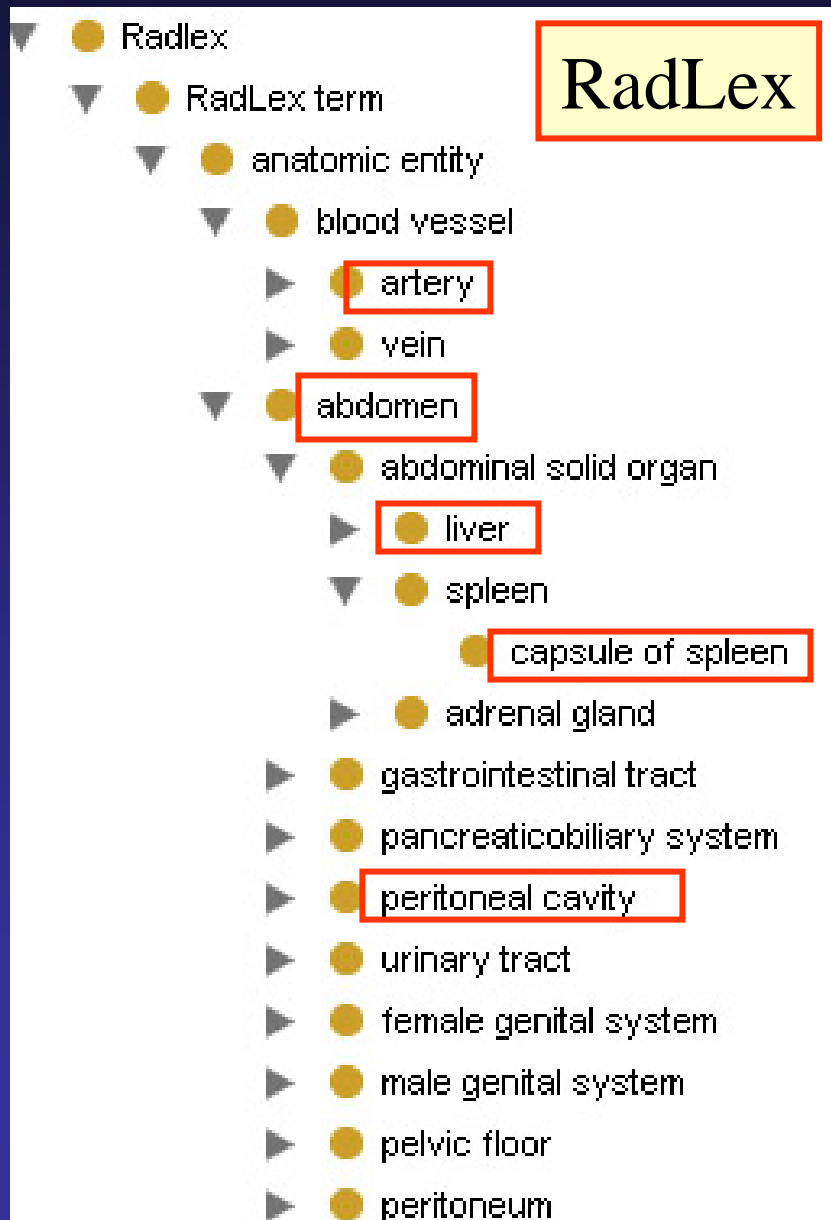 Radlex
RadLex
RadLex term
anatomic entity
blood vessel
artery
vein
abdomen
abdominal solid organ
liver
spleen
capsule of spleen
adrenal gland
gastrointestinal tract
pancreaticobiliary system
peritoneal cavity
urinary tract
female genital system
male genital system
pelvic floor
peritoneum